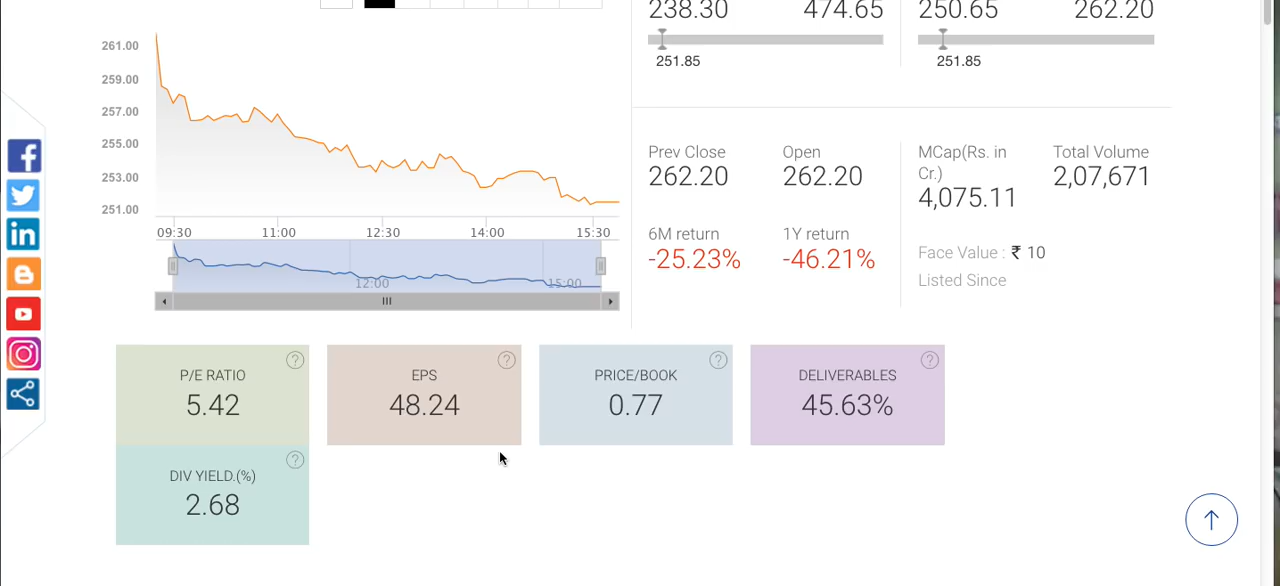 238.30 474.65 250.65 262.20
251.85 251.85
261.00
259.00
257.00
255.00
253.00
251.00
09:30 11:00 12:30 14:00 15:30
12:00 15:00
Prev Close
262.20
Open
262.20
MCap(Rs. in
Cr.)
4,075.11
Total Volume
2,07,671
6M return
-25.23%
1Y return
-46.21%
Face Value : ₹ 10
Listed Since
P/E RATIO
5.42
?
EPS
48.24
?
PRICE/BOOK
0.77
?
DELIVERABLES
45.63%
?
DIV YIELD.(%)
2.68
?